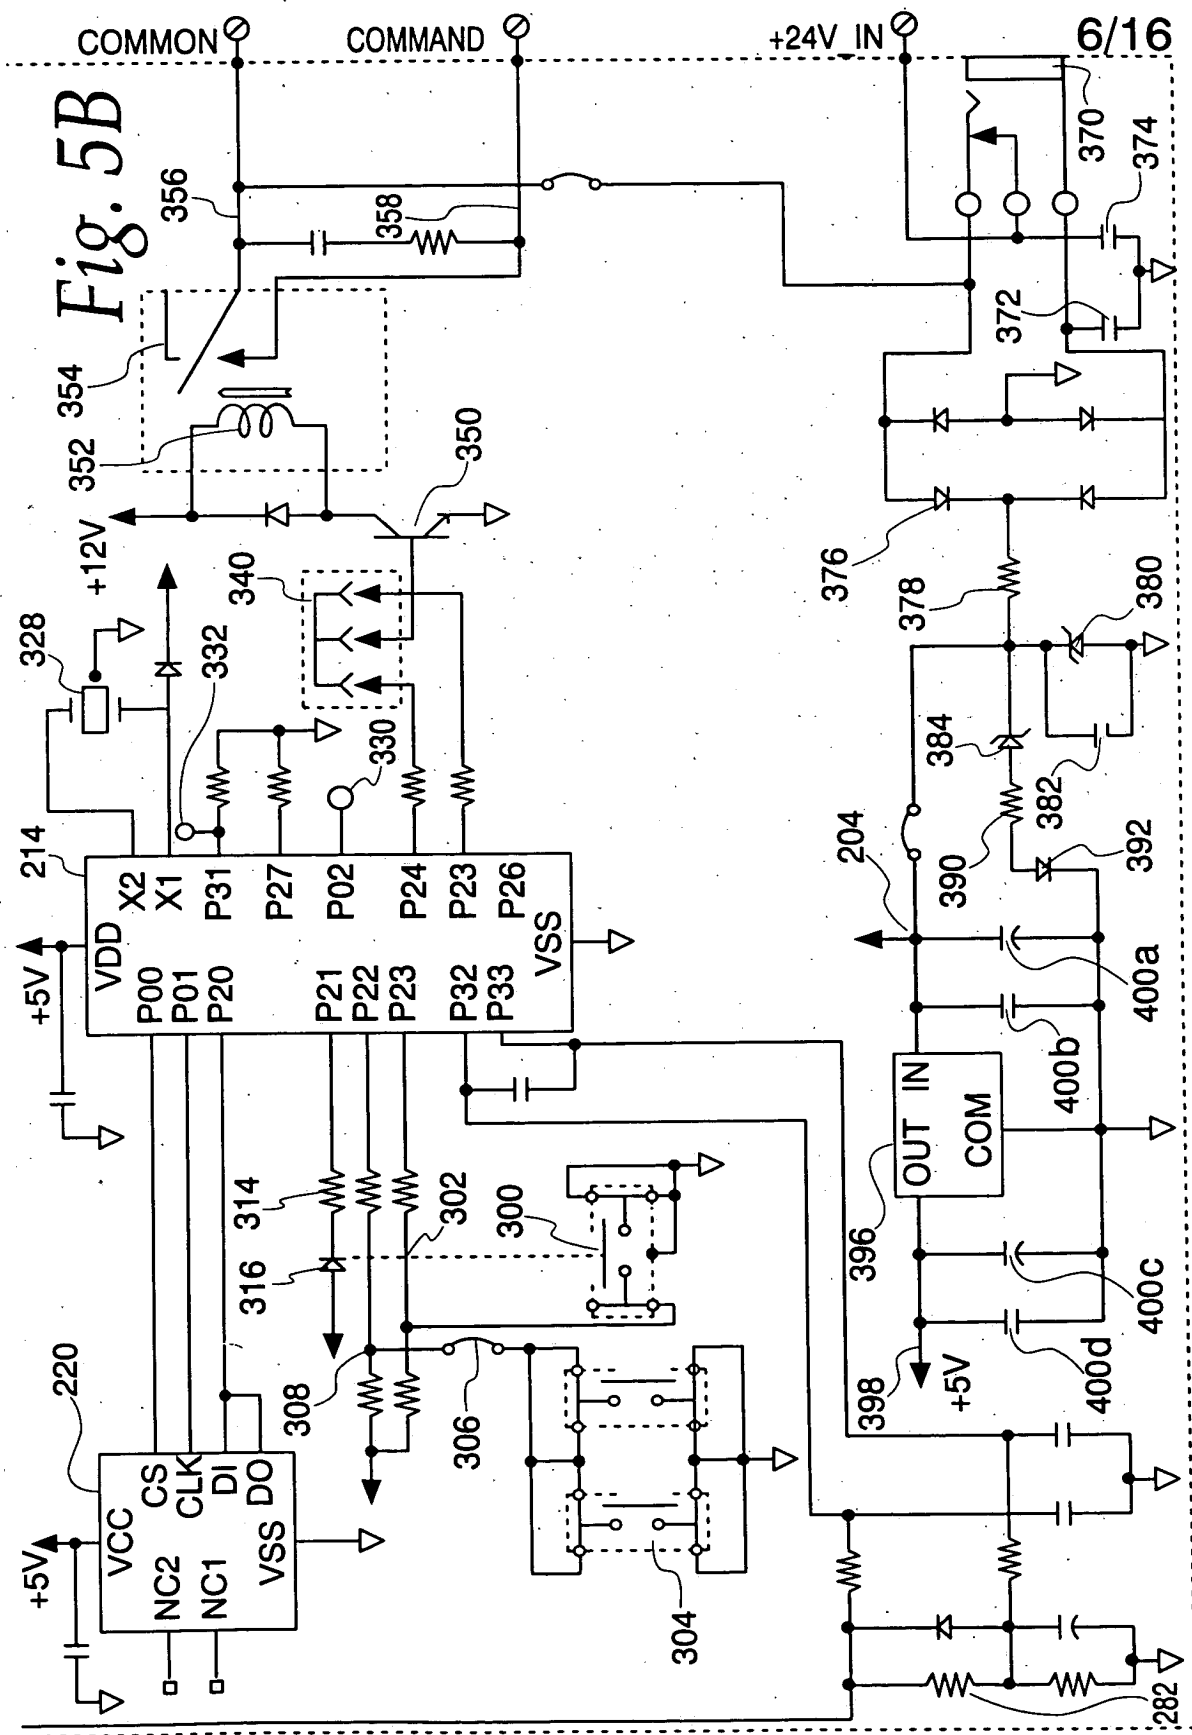 6/16
COMMON
COMMAND
+24V_IN
Fig. 5B
356
358
370
374
372
354
352
350
+12V
340
328
332
330
376
378
380
384
382
390
392
204
214
+5V
VDD
X2
X1
P31
P27
P02
P24
P23
P26
P00
P01
P20
P21
P22
P23
P32
P33
VSS
400a
400b
IN
OUT
COM
396
400c
400d
398
+5V
314
302
300
316
308
306
220
+5V
VCC
CS
CLK
DI
DO
NC2
NC1
VSS
304
282